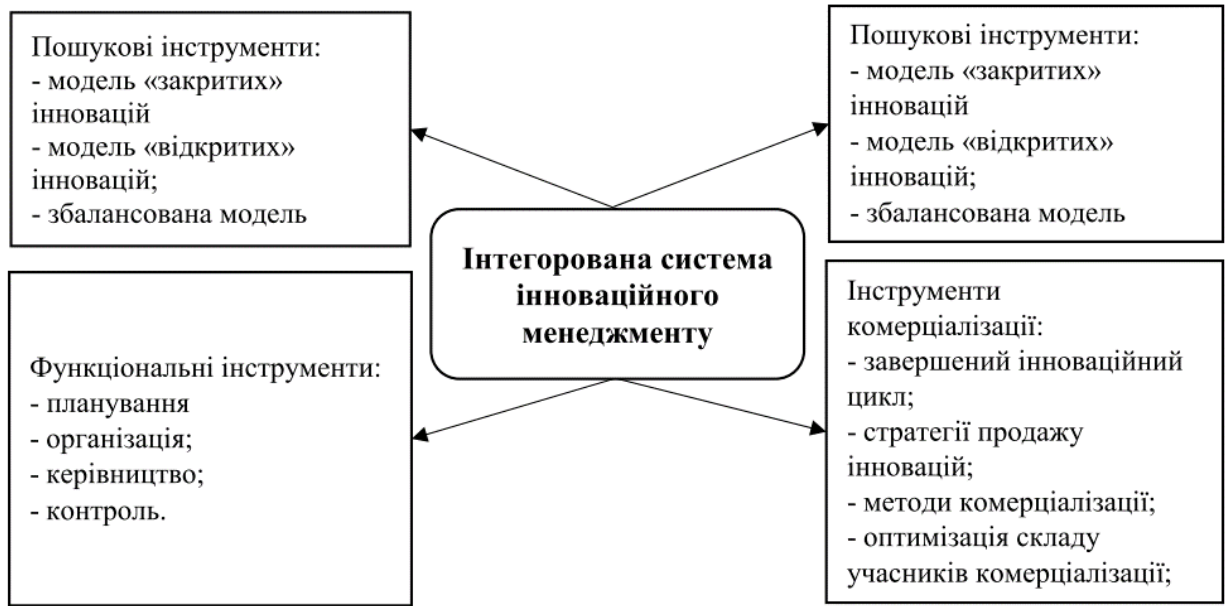 Пошукові інструменти:
- модель «закритих»
інновацій
- модель «відкритих»
інновацій;
- збалансована модель
Пошукові інструменти:
- модель «закритих»
інновацій
- модель «відкритих»
інновацій;
- збалансована модель
Інтегорована система
інноваційного
менеджменту
Функціональні інструменти:
- планування
- організація;
- керівництво;
- контроль.
Інструменти
комерціалізації:
- завершений інноваційний
цикл;
- стратегії продажу
інновацій;
- методи комерціалізації;
- оптимізація складу
учасників комерціалізації;